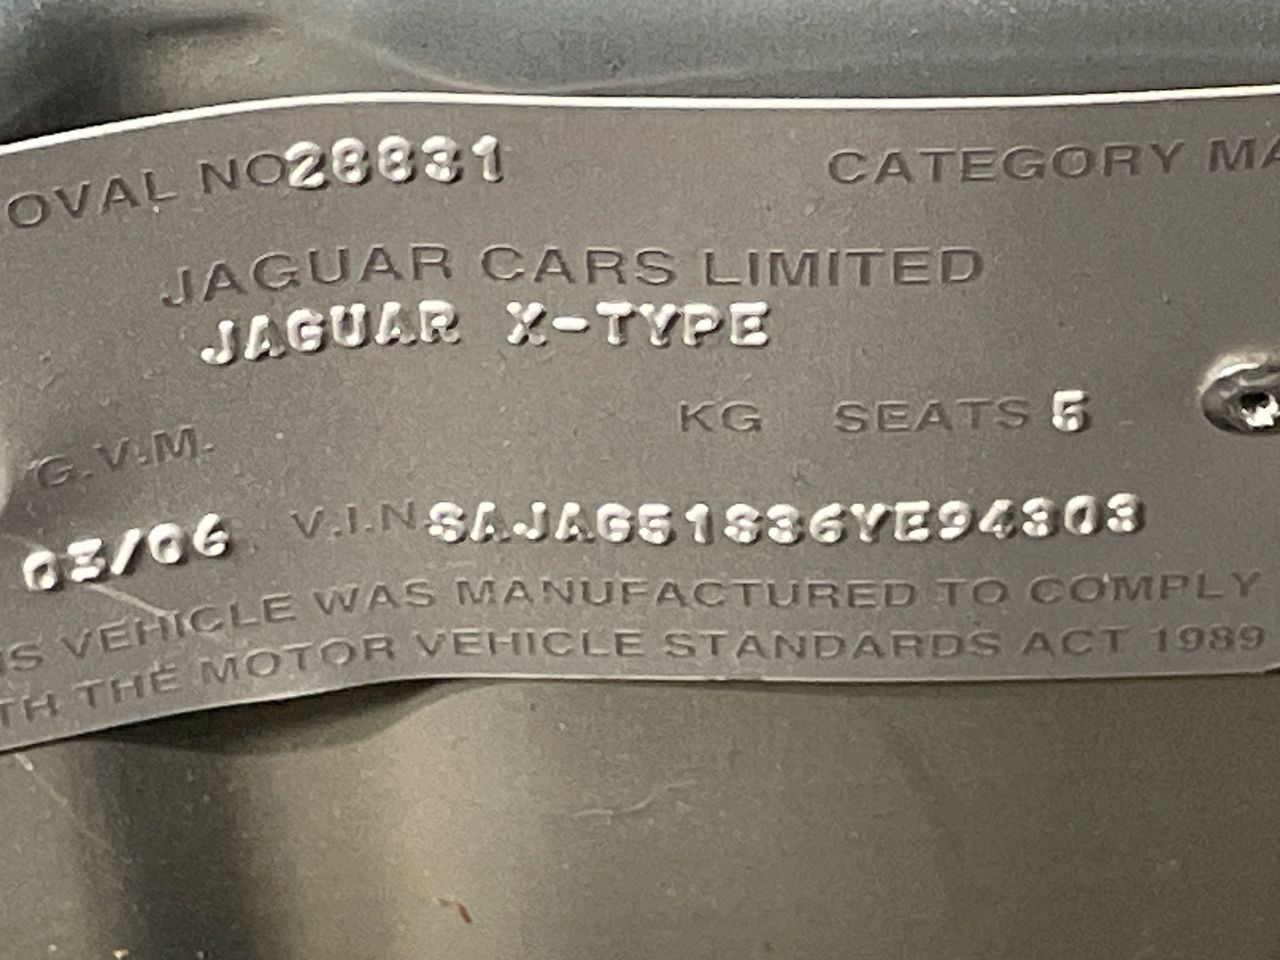 OVAL NO 28831 CATEGORY MA
JAGUAR CARS LIMITED
JAGUAR X-TYPE
G.V.M. KG SEATS 5
03/06 V.I.N. SAJAG51S36YE94303
IS VEHICLE WAS MANUFACTURED TO COMPLY
TH THE MOTOR VEHICLE STANDARDS ACT 1989